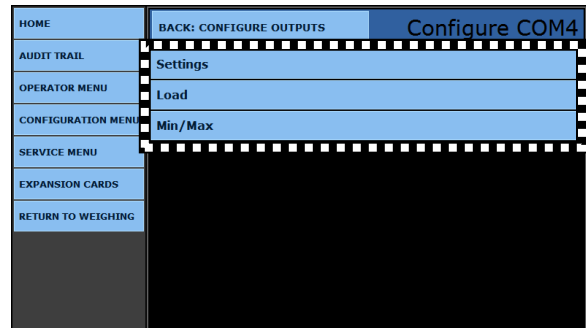 HOME
BACK: CONFIGURE OUTPUTS
Configure COM4
AUDIT TRAIL
Settings
OPERATOR MENU
Load
CONFIGURATION MENU
Min/Max
SERVICE MENU
EXPANSION CARDS
RETURN TO WEIGHING